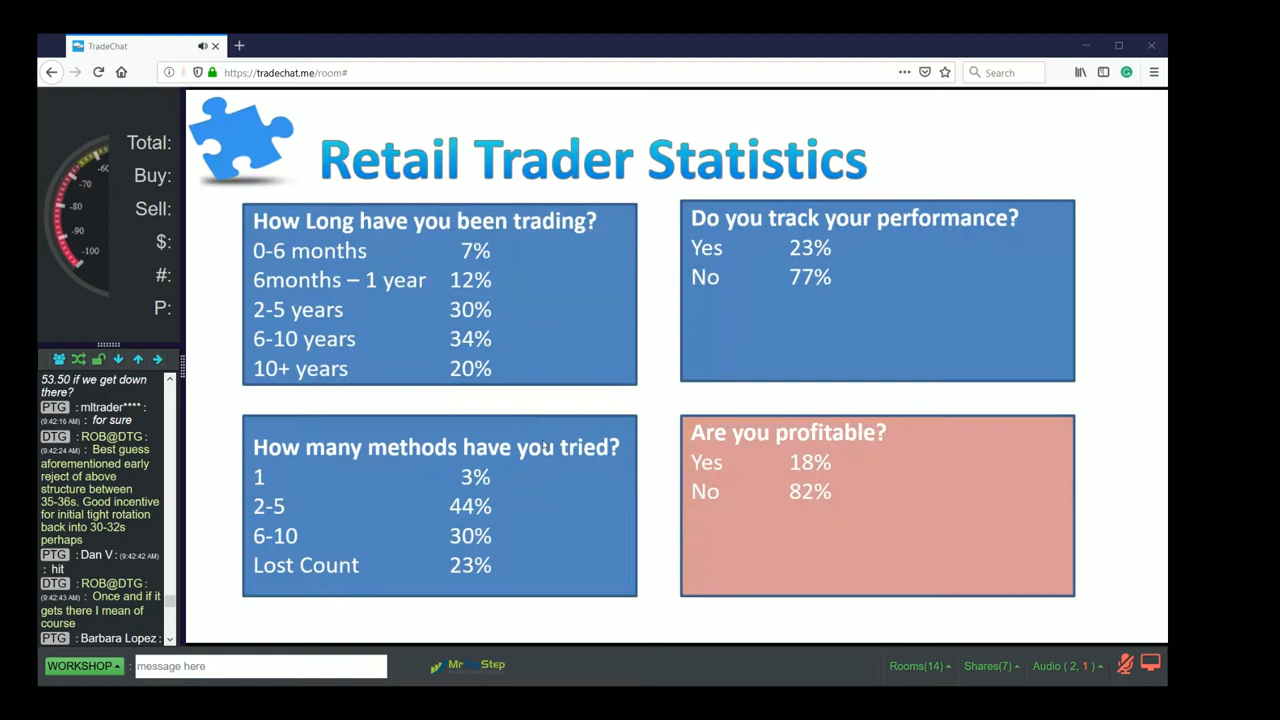 TradeChat
https://tradechat.me/room#
Search
Total:
Buy:
Sell:
$:
#:
P:
-60
-70
-80
-90
-100
53.50 if we get down
there?
PTG : mltrader**** :
(9:42:16 AM) : for sure
DTG : ROB@DTG :
(9:42:24 AM) : Best guess
aforementioned early
reject of above
structure between
35-36s. Good incentive
for initial tight rotation
back into 30-32s
perhaps
PTG : Dan V : (9:42:42 AM)
: hit
DTG : ROB@DTG :
(9:42:43 AM) : Once and if it
gets there I mean of
course
PTG : Barbara Lopez :
Retail Trader Statistics
How Long have you been trading?
0-6 months 7%
6months – 1 year 12%
2-5 years 30%
6-10 years 34%
10+ years 20%
Do you track your performance?
Yes 23%
No 77%
How many methods have you tried?
1 3%
2-5 44%
6-10 30%
Lost Count 23%
Are you profitable?
Yes 18%
No 82%
WORKSHOP : message here
Rooms(14) Shares(7) Audio ( 2, 1 )